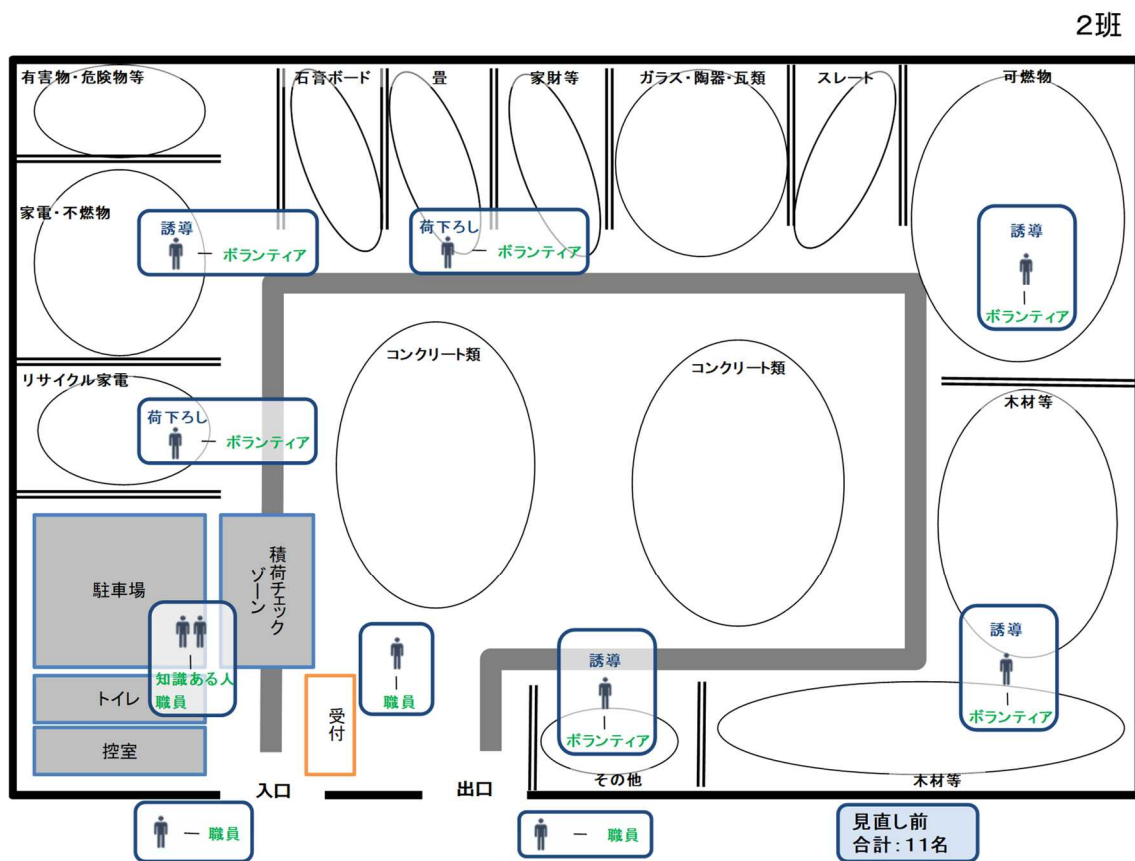 2班
有害物・危険物等
石膏ボード
畳
家財等
ガラス・陶器・瓦類
スレート
可燃物
家電・不燃物
誘導
ボランティア
荷下ろし
ボランティア
誘導
ボランティア
コンクリート類
コンクリート類
リサイクル家電
荷下ろし
ボランティア
木材等
駐車場
積荷チェック
ゾーン
知識ある人
職員
トイレ
控室
受付
職員
誘導
ボランティア
その他
誘導
ボランティア
木材等
入口
出口
職員
職員
見直し前
合計:11名